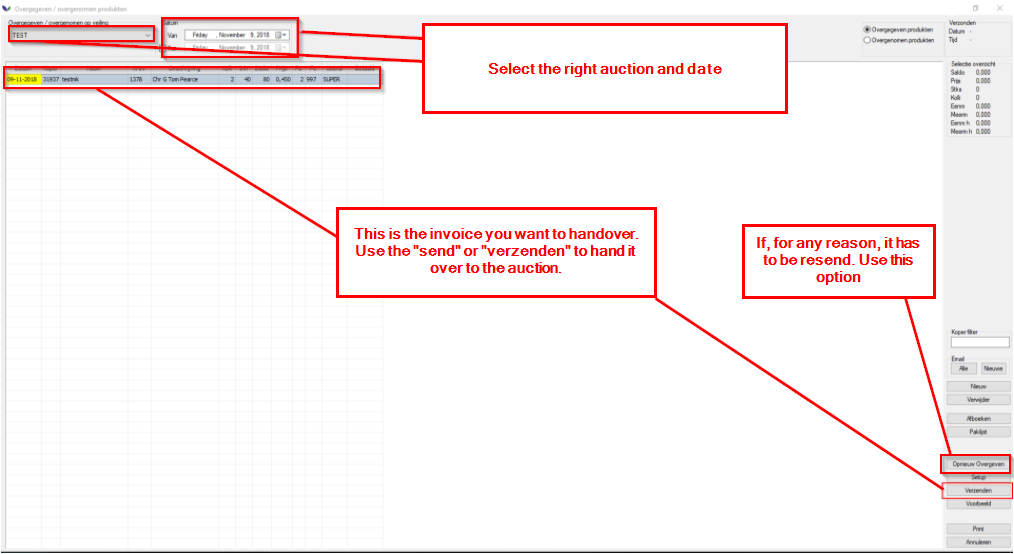 Overgegeven / overgenomen produkten
Overgegeven / overgenomen op veiling
TEST
Datum
Van Friday , November 9, 2018
Friday , November 9, 2018
Overgegeven produkten
Overgenomen produkten
Verzonden
Datum -
Tijd -
Select the right auction and date
09-11-2018 31937 testnik 1378 Chr G Tom Pearce 2 40 80 0,450 2 997 SUPER
Selectie overzicht
Saldo 0,000
Prijs 0,000
Stks 0
Kolli 0
Eenm 0,000
Meerm 0,000
Eenm h 0,000
Meerm h 0,000
This is the invoice you want to handover.
Use the "send" or "verzenden" to hand it
over to the auction.
If, for any reason, it has
to be resend. Use this
option
Koper filter
Email
Alle Nieuwe
Nieuw
Verwijder
Afboeken
Paklijst
Opnieuw Overgeven
Setup
Verzenden
Voorbeeld
Print
Annuleren